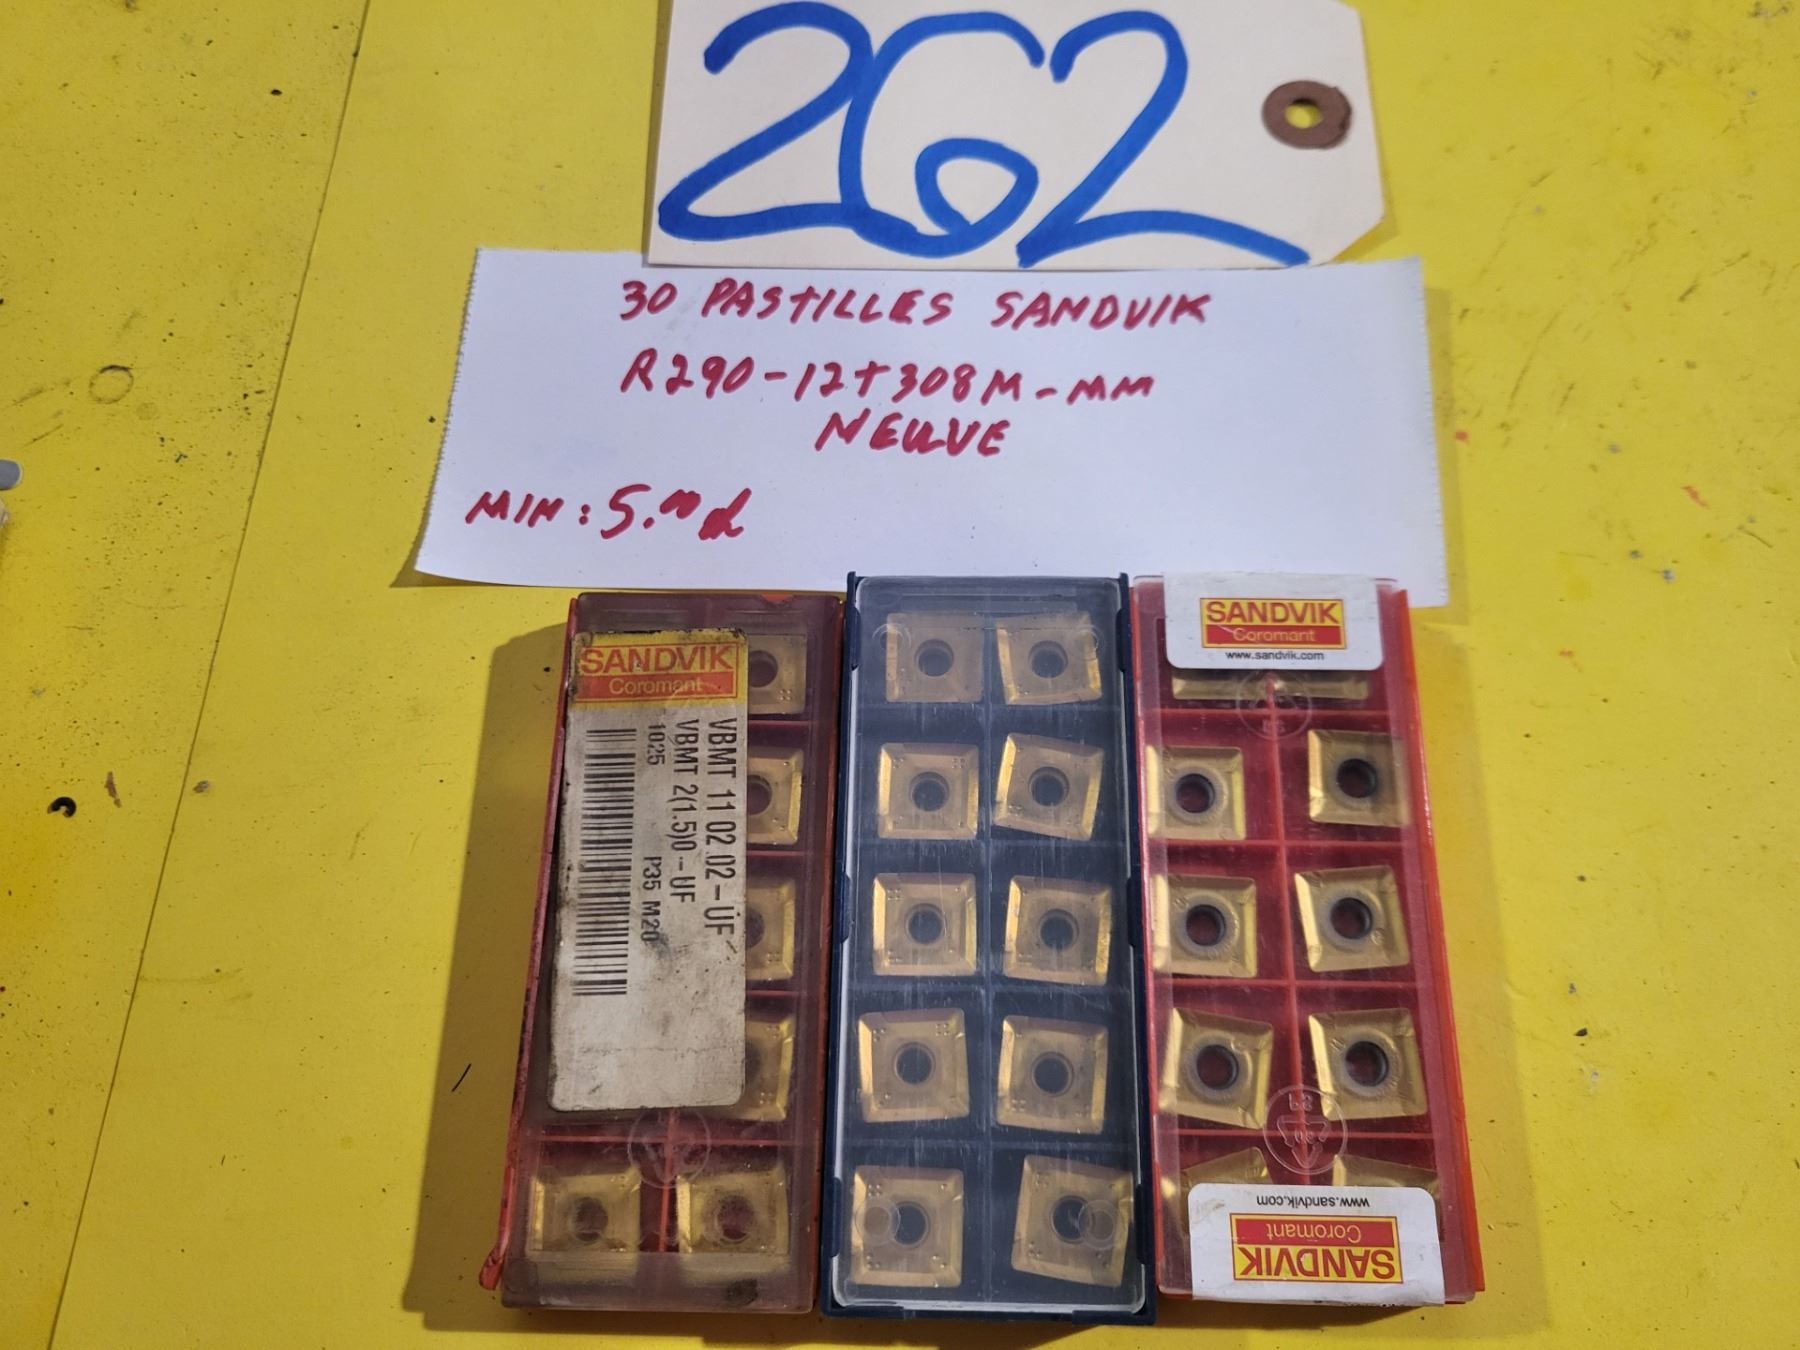 262
30 PASTILLES SANDVIK
R290-12T308M-MM
NEUVE
MIN: 5.00
SANDVIK
Coromant
VBMT 11 02 02-UF
VBMT 2(1.5)0-UF
1025 P35 M20
SANDVIK
Coromant
www.sandvik.com
www.sandvik.com
SANDVIK
Coromant